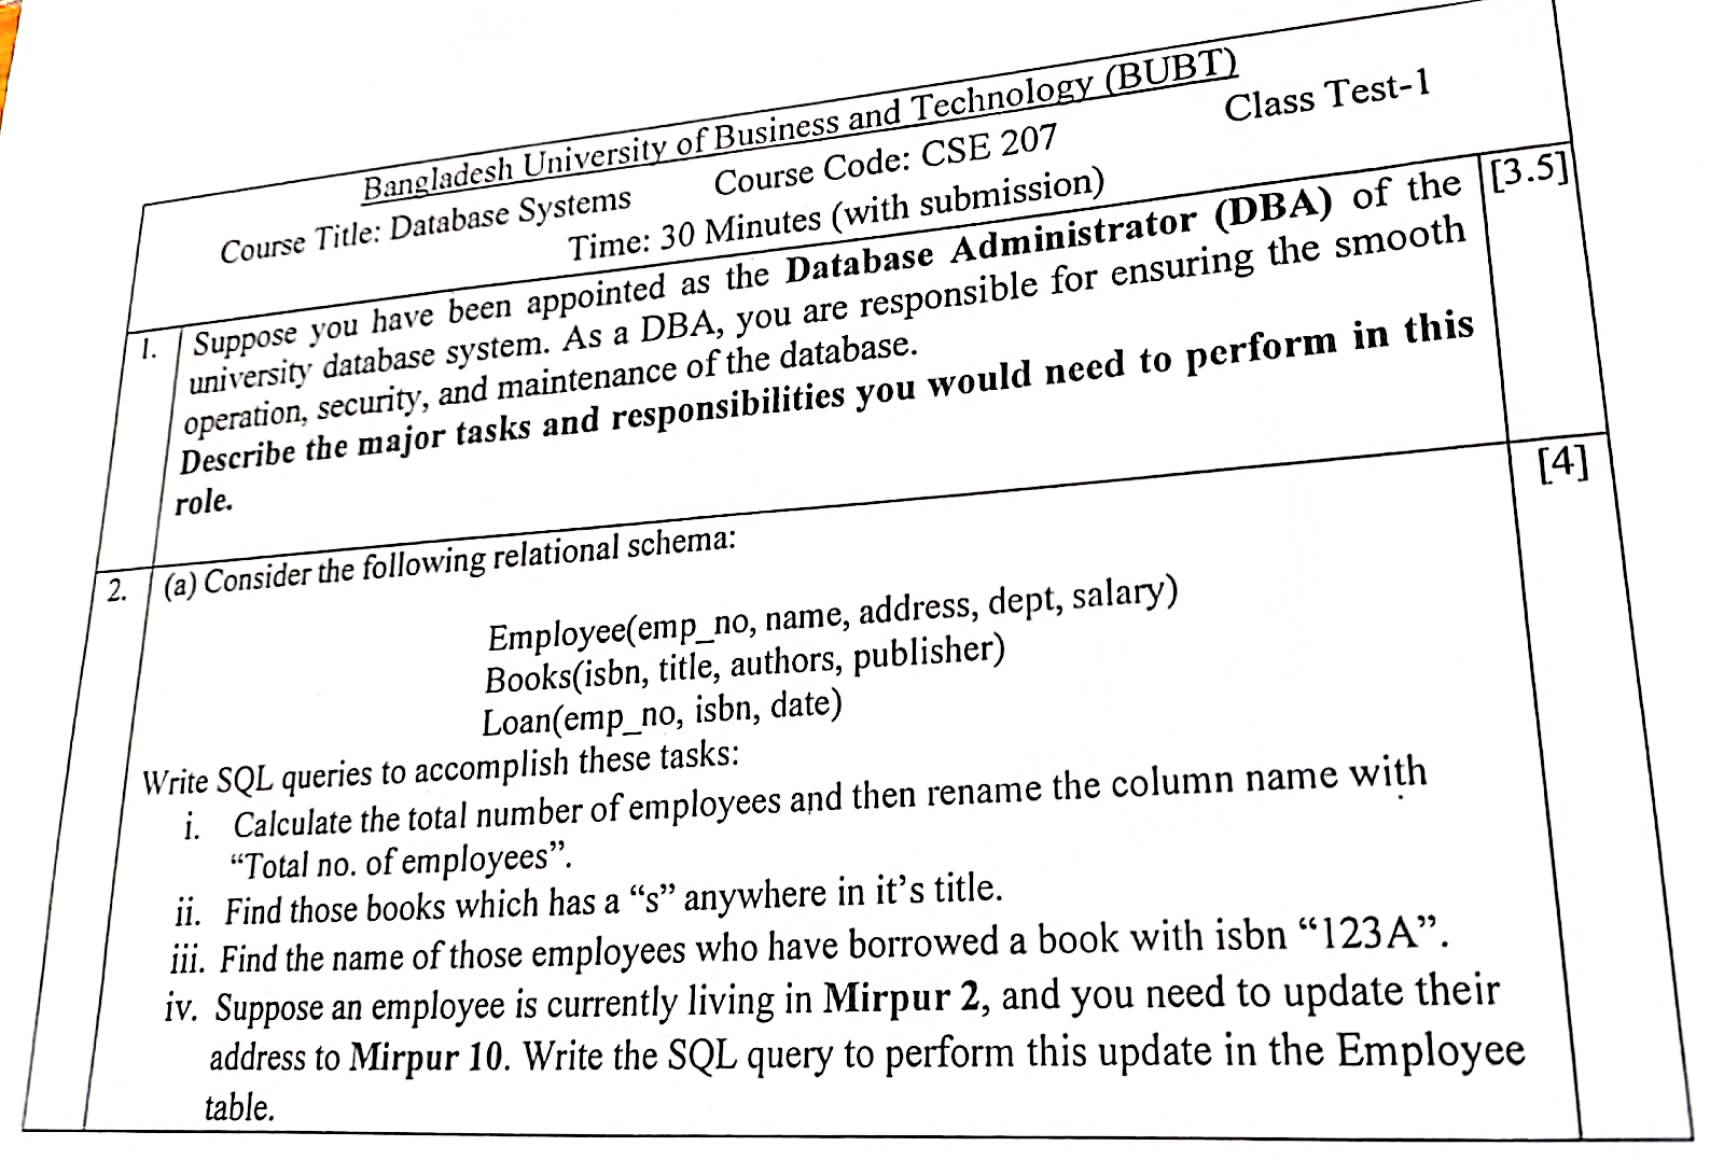 Bangladesh University of Business and Technology (BUBT)
Course Title: Database Systems Course Code: CSE 207 Class Test-1
Time: 30 Minutes (with submission)
1. Suppose you have been appointed as the Database Administrator (DBA) of the [3.5]
university database system. As a DBA, you are responsible for ensuring the smooth
operation, security, and maintenance of the database.
Describe the major tasks and responsibilities you would need to perform in this
role.
2. (a) Consider the following relational schema: [4]
Employee(emp_no, name, address, dept, salary)
Books(isbn, title, authors, publisher)
Loan(emp_no, isbn, date)
Write SQL queries to accomplish these tasks:
i. Calculate the total number of employees and then rename the column name with
“Total no. of employees”.
ii. Find those books which has a “s” anywhere in it’s title.
iii. Find the name of those employees who have borrowed a book with isbn “123A”.
iv. Suppose an employee is currently living in Mirpur 2, and you need to update their
address to Mirpur 10. Write the SQL query to perform this update in the Employee
table.